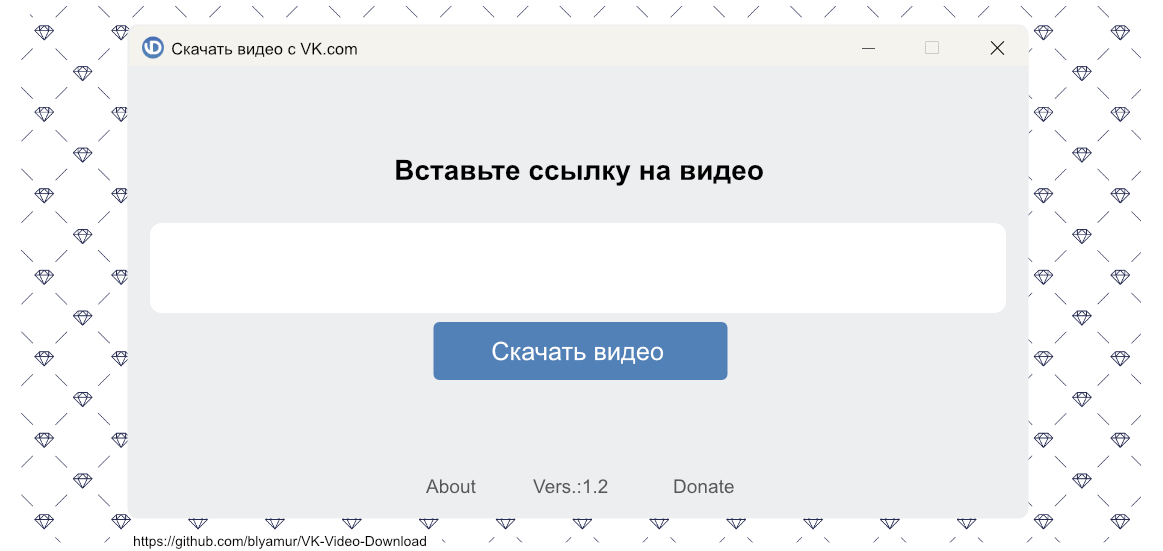 Скачать видео с VK.com
Вставьте ссылку на видео
Скачать видео
About Vers.:1.2 Donate
https://github.com/blyamur/VK-Video-Download